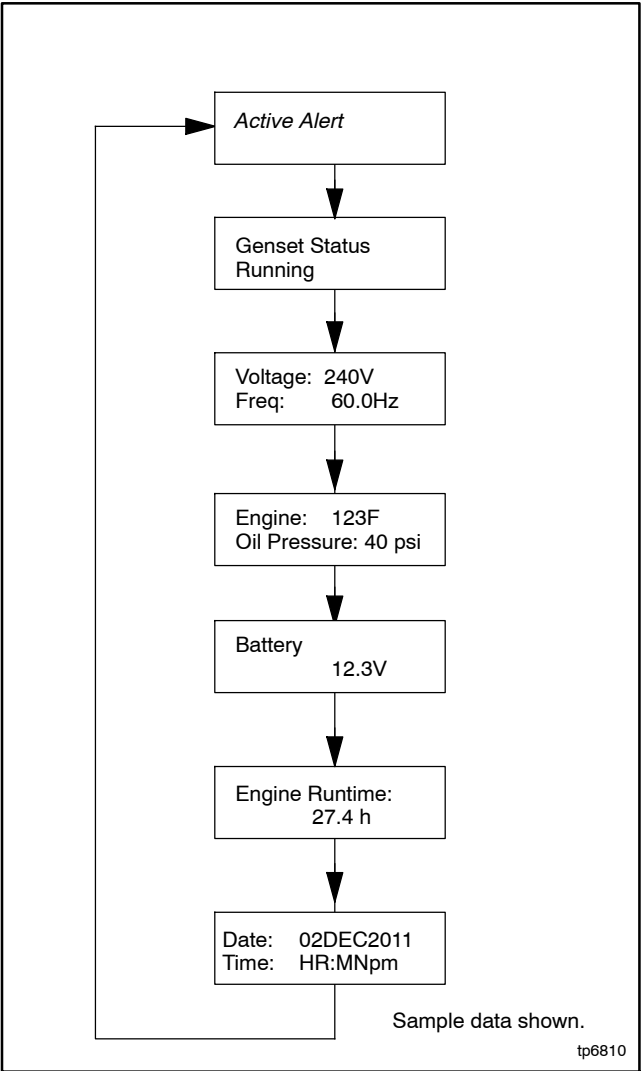 Active Alert
Genset Status
Running
Voltage: 240V
Freq: 60.0Hz
Engine: 123F
Oil Pressure: 40 psi
Battery
12.3V
Engine Runtime:
27.4 h
Date: 02DEC2011
Time: HR:MNpm
Sample data shown.
tp6810